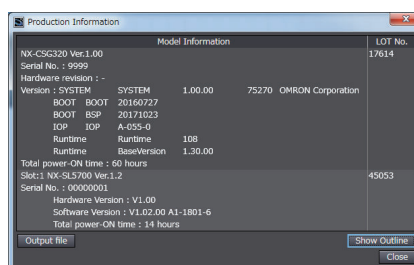 Production Information
Model Information LOT No.
NX-CSG320 Ver.1.00 17614
Serial No. : 9999
Hardware revision : -
Version : SYSTEM SYSTEM 1.00.00 75270 OMRON Corporation
BOOT BOOT 20160727
BOOT BSP 20171023
IOP IOP A-055-0
Runtime Runtime 108
Runtime BaseVersion 1.30.00
Total power-ON time : 60 hours
Slot:1 NX-SL5700 Ver.1.2 45053
Serial No. : 00000001
Hardware Version : V1.00
Software Version : V1.02.00 A1-1801-6
Total power-ON time : 14 hours
Output file Show Outline
Close